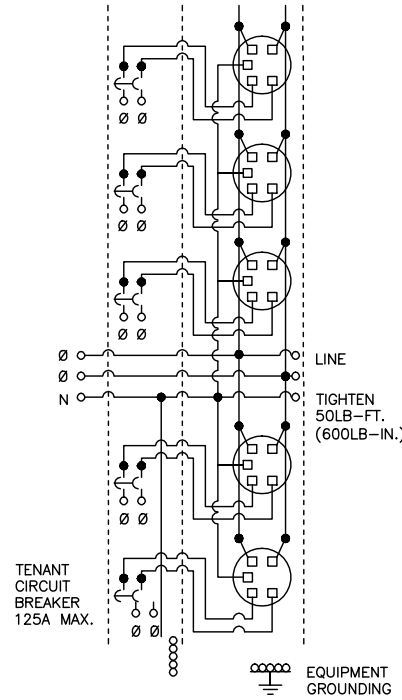 Ø Ø
Ø Ø
Ø Ø
Ø
LINE
Ø
N
TIGHTEN
50LB-FT.
(600LB-IN.)
Ø Ø
TENANT
CIRCUIT
BREAKER
125A MAX.
Ø Ø
EQUIPMENT
GROUNDING